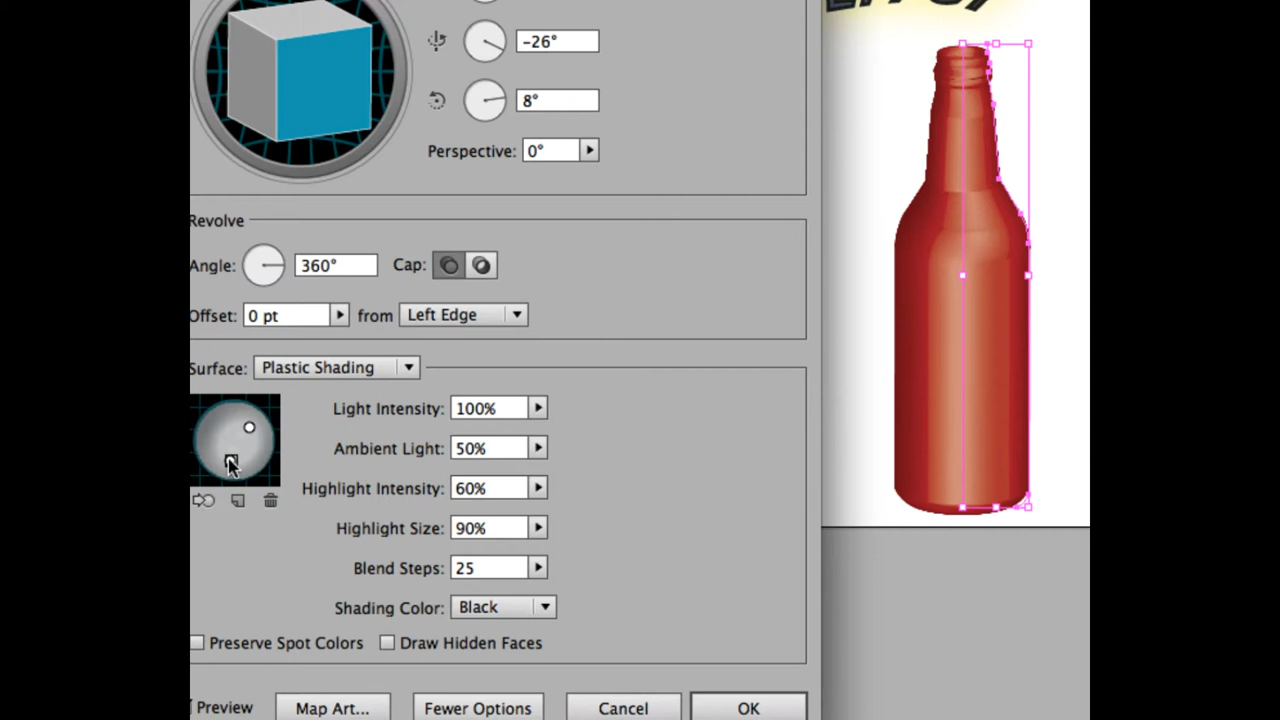 -26°
8°
Perspective: 0°
Revolve
Angle: 360° Cap:
Offset: 0 pt from Left Edge
Surface: Plastic Shading
Light Intensity: 100%
Ambient Light: 50%
Highlight Intensity: 60%
Highlight Size: 90%
Blend Steps: 25
Shading Color: Black
Preserve Spot Colors Draw Hidden Faces
Preview Map Art... Fewer Options Cancel OK